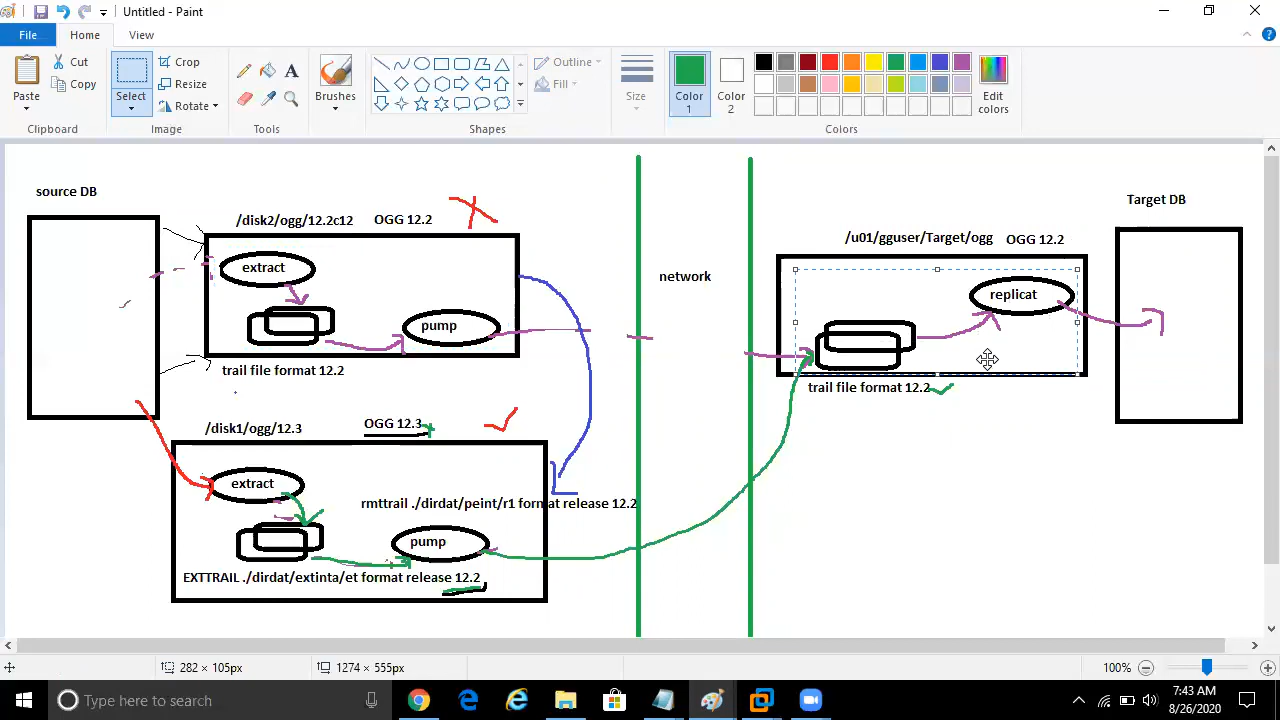 Untitled - Paint
File
Home
View
Paste
Cut
Copy
Clipboard
Select
Crop
Resize
Rotate
Image
Tools
Brushes
Shapes
Outline
Fill
Size
Color 1
Color 2
Colors
Edit colors
source DB
/disk2/ogg/12.2c12
OGG 12.2
extract
pump
trail file format 12.2
/disk1/ogg/12.3
OGG 12.3
extract
rmttrail ./dirdat/peint/r1 format release 12.2
pump
EXTTRAIL ./dirdat/extinta/et format release 12.2
network
/u01/gguser/Target/ogg
OGG 12.2
replicat
trail file format 12.2
Target DB
282 × 105px
1274 × 555px
100%
Type here to search
7:43 AM
8/26/2020